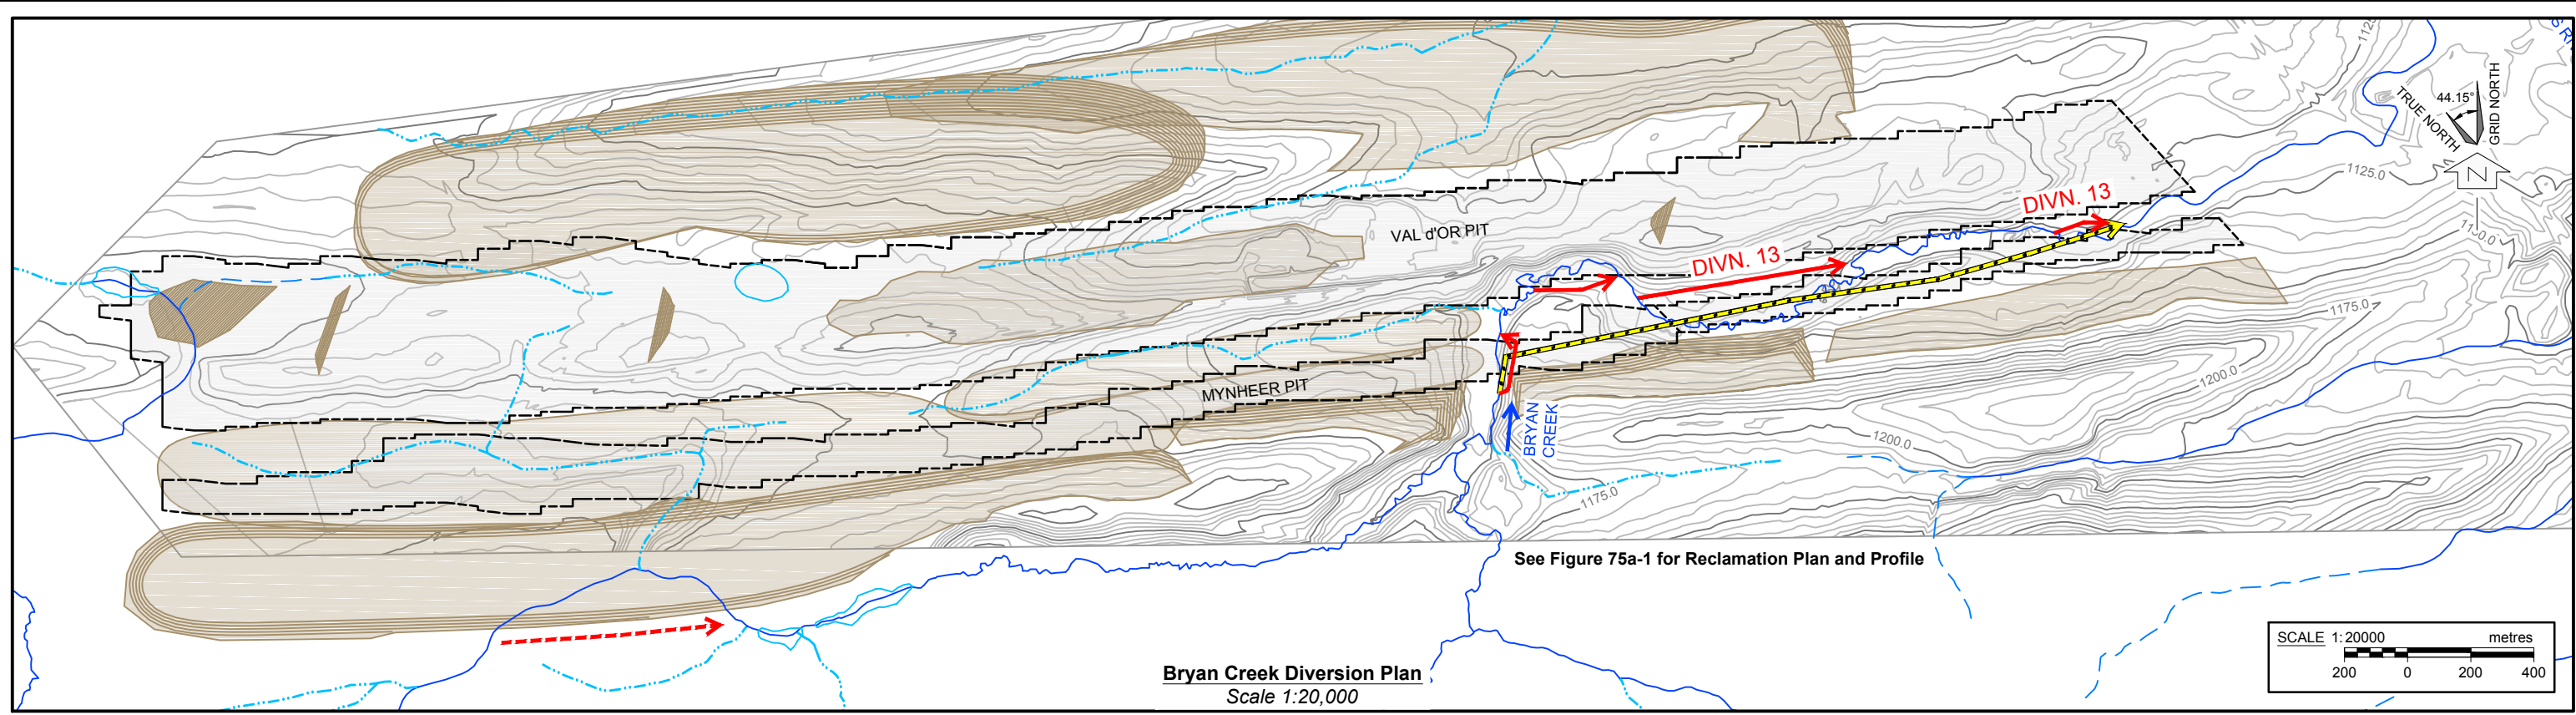 1125.0
44.15°
TRUE NORTH
GRID NORTH
N
DIVN. 13
VAL d'OR PIT
DIVN. 13
1175.0
MYNHEER PIT
1200.0
BRYAN
CREEK
1200.0
1175.0
See Figure 75a-1 for Reclamation Plan and Profile
SCALE 1:20000 metres
200 0 200 400
Bryan Creek Diversion Plan
Scale 1:20,000